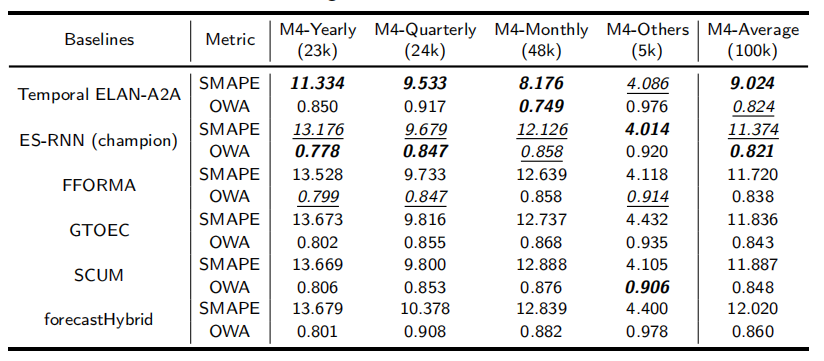 Baselines Metric M4-Yearly M4-Quarterly M4-Monthly M4-Others M4-Average
(23k) (24k) (48k) (5k) (100k)
Temporal ELAN-A2A SMAPE 11.334 9.533 8.176 4.086 9.024
OWA 0.850 0.917 0.749 0.976 0.824
ES-RNN (champion) SMAPE 13.176 9.679 12.126 4.014 11.374
OWA 0.778 0.847 0.858 0.920 0.821
FFORMA SMAPE 13.528 9.733 12.639 4.118 11.720
OWA 0.799 0.847 0.858 0.914 0.838
GTOEC SMAPE 13.673 9.816 12.737 4.432 11.836
OWA 0.802 0.855 0.868 0.935 0.843
SCUM SMAPE 13.669 9.800 12.888 4.105 11.887
OWA 0.806 0.853 0.876 0.906 0.848
forecastHybrid SMAPE 13.679 10.378 12.839 4.400 12.020
OWA 0.801 0.908 0.882 0.978 0.860